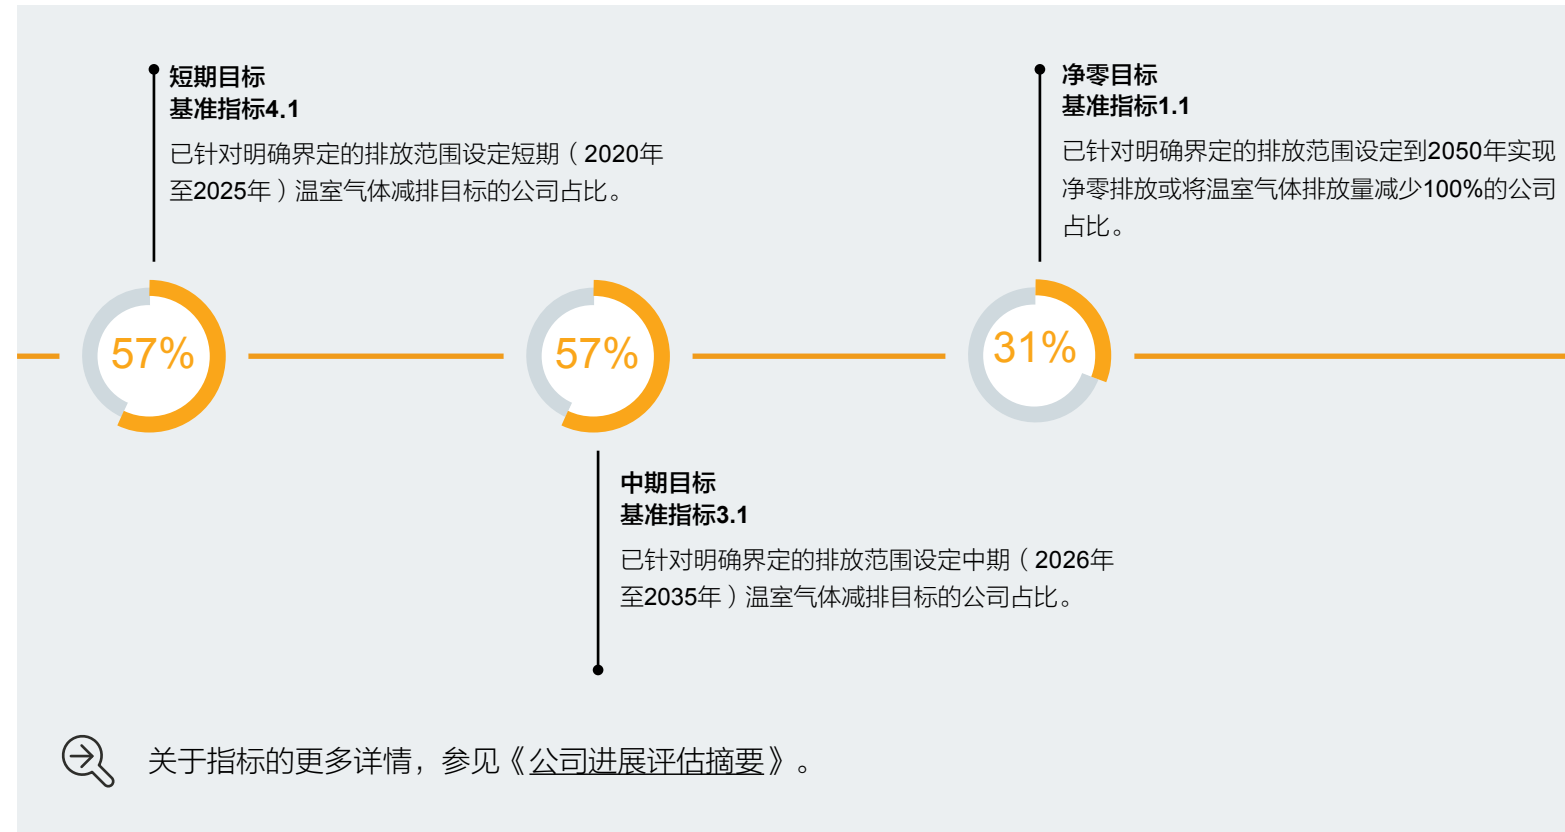 短期目标
基准指标4.1
已针对明确界定的排放范围设定短期（2020年
至2025年）温室气体减排目标的公司占比。
净零目标
基准指标1.1
已针对明确界定的排放范围设定到2050年实现
净零排放或将温室气体排放量减少100%的公司
占比。
57%
57%
31%
中期目标
基准指标3.1
已针对明确界定的排放范围设定中期（2026年
至2035年）温室气体减排目标的公司占比。
关于指标的更多详情，参见《公司进展评估摘要》。